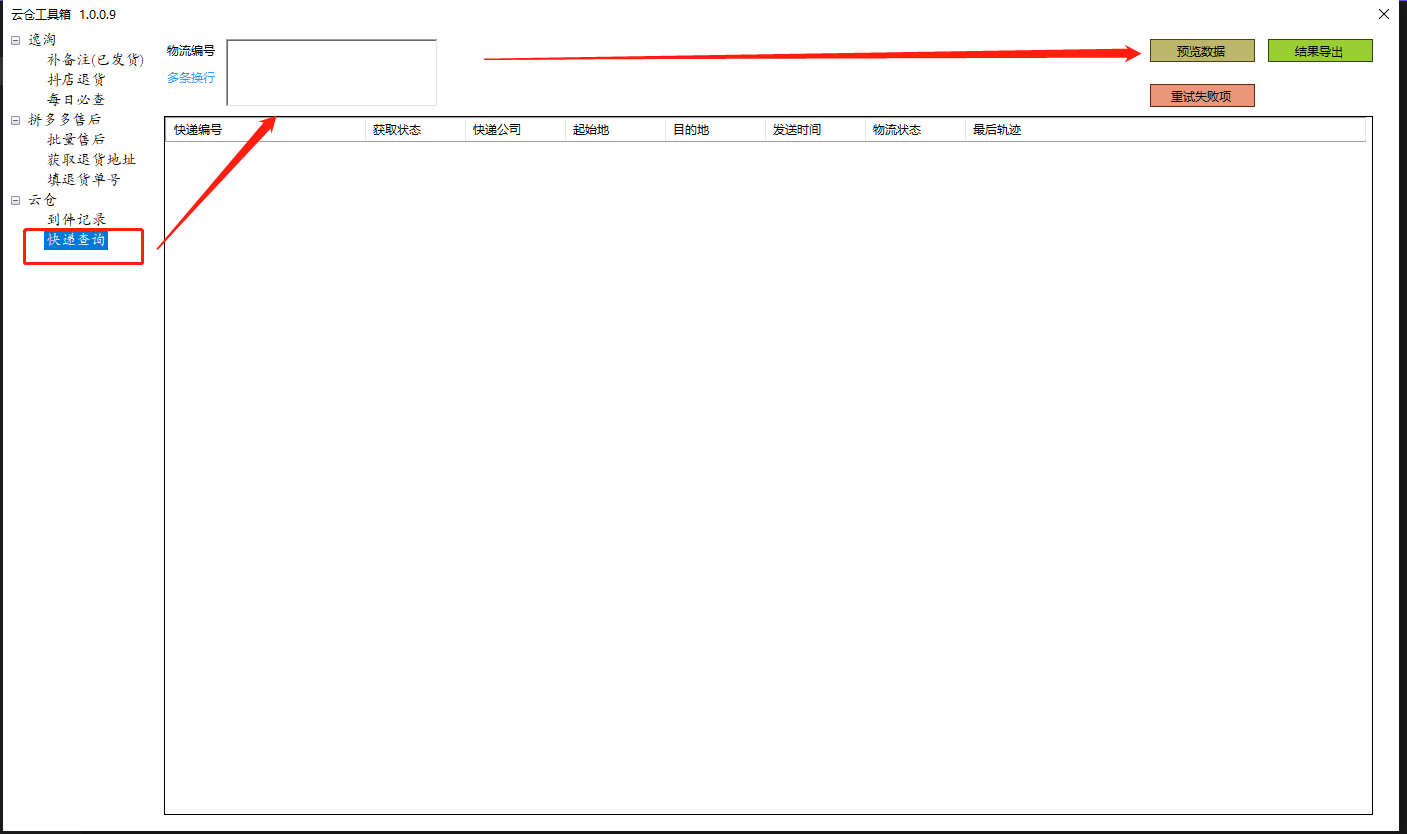 云仓工具箱 1.0.0.9
逸淘
补备注(已发货)
抖店退货
每日必查
拼多多售后
批量售后
获取退货地址
填退货单号
云仓
到件记录
快递查询
物流编号
多条换行
预览数据 结果导出
重试失败项
快递编号 获取状态 快递公司 起始地 目的地 发送时间 物流状态 最后轨迹